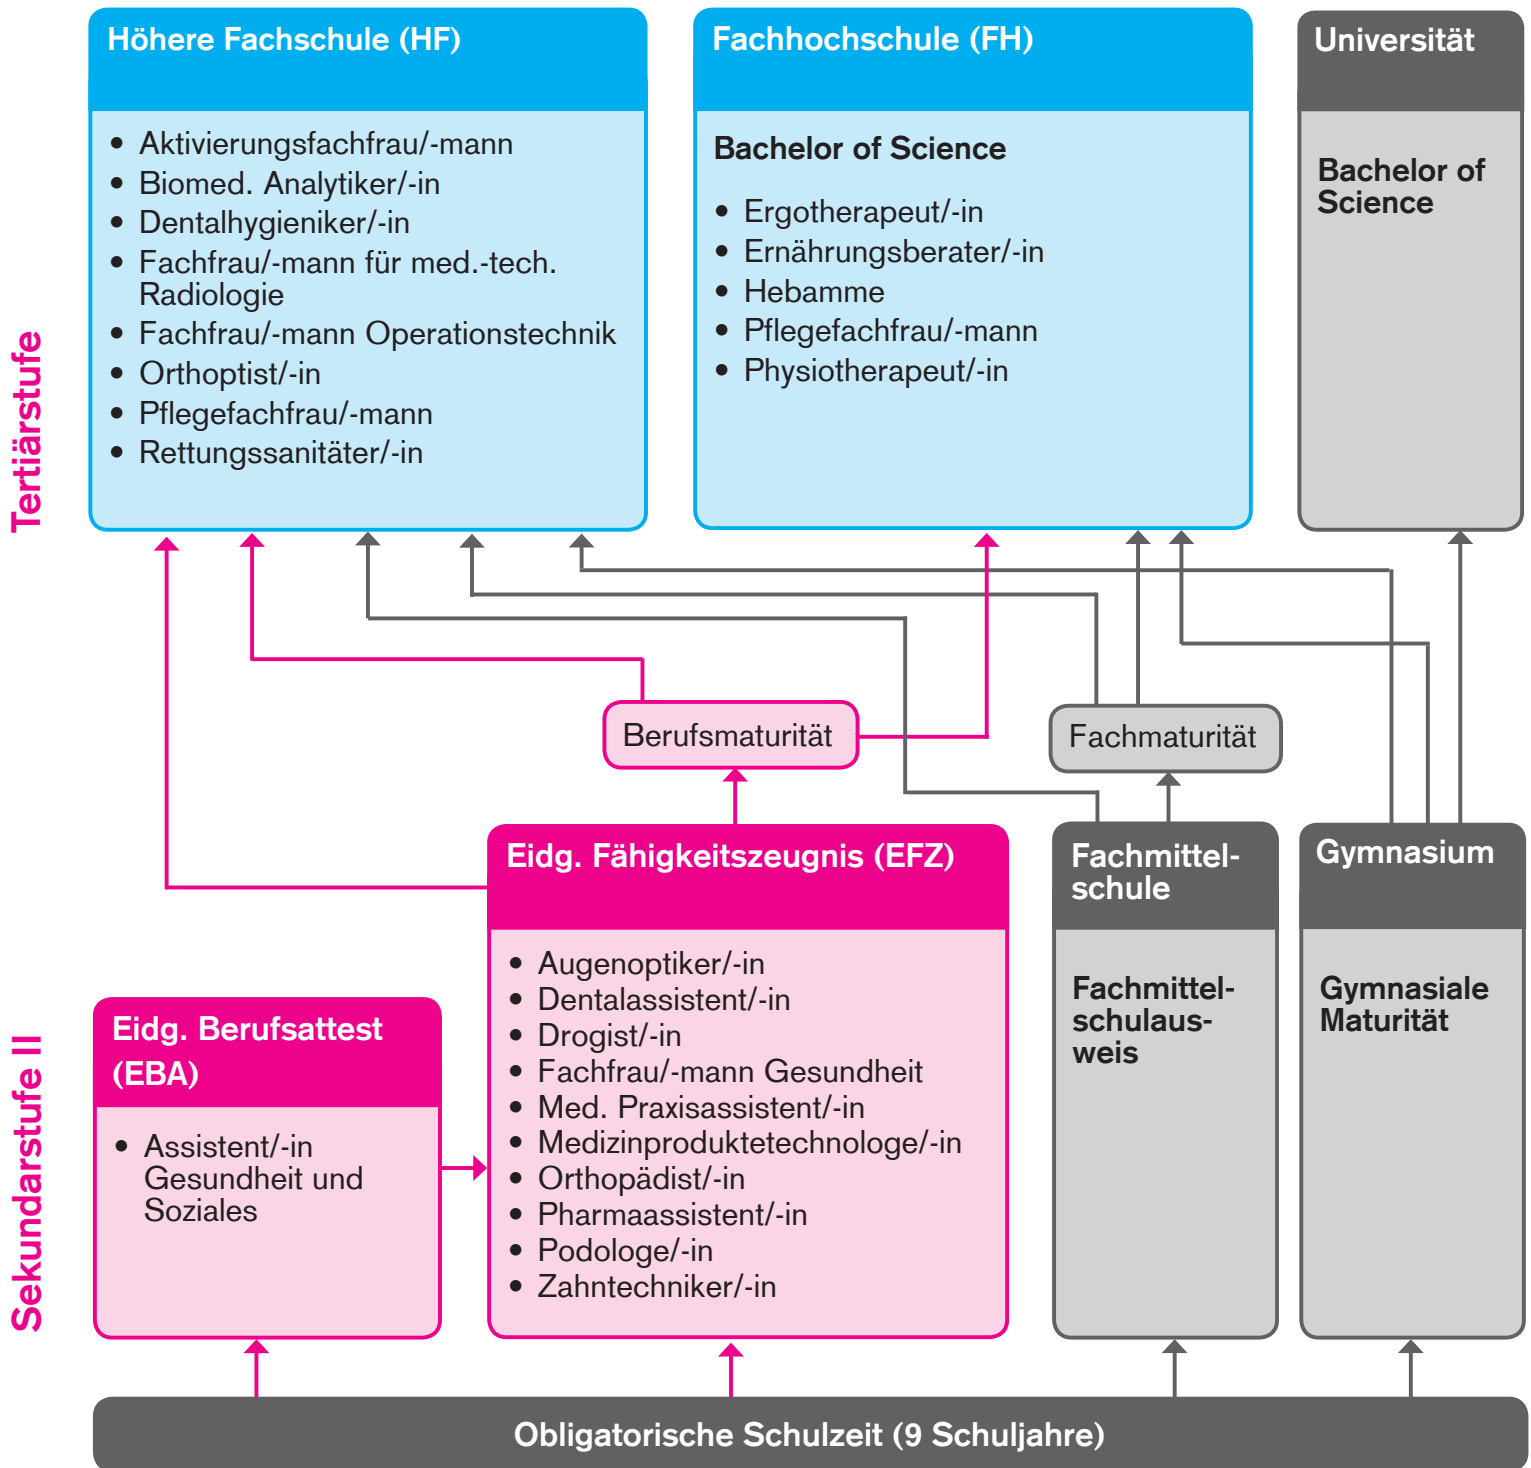 Tertiärstufe
Höhere Fachschule (HF)
• Aktivierungsfachfrau/-mann
• Biomed. Analytiker/-in
• Dentalhygieniker/-in
• Fachfrau/-mann für med.-tech.
Radiologie
• Fachfrau/-mann Operationstechnik
• Orthoptist/-in
• Pflegefachfrau/-mann
• Rettungssanitäter/-in
Fachhochschule (FH)
Bachelor of Science
• Ergotherapeut/-in
• Ernährungsberater/-in
• Hebamme
• Pflegefachfrau/-mann
• Physiotherapeut/-in
Universität
Bachelor of
Science
Berufsmaturität
Fachmaturität
Sekundarstufe II
Eidg. Berufsattest
(EBA)
• Assistent/-in
Gesundheit und
Soziales
Eidg. Fähigkeitszeugnis (EFZ)
• Augenoptiker/-in
• Dentalassistent/-in
• Drogist/-in
• Fachfrau/-mann Gesundheit
• Med. Praxisassistent/-in
• Medizinproduktetechnologe/-in
• Orthopädist/-in
• Pharmaassistent/-in
• Podologe/-in
• Zahntechniker/-in
Fachmittel-
schule
Fachmittel-
schulaus-
weis
Gymnasium
Gymnasiale
Maturität
Obligatorische Schulzeit (9 Schuljahre)